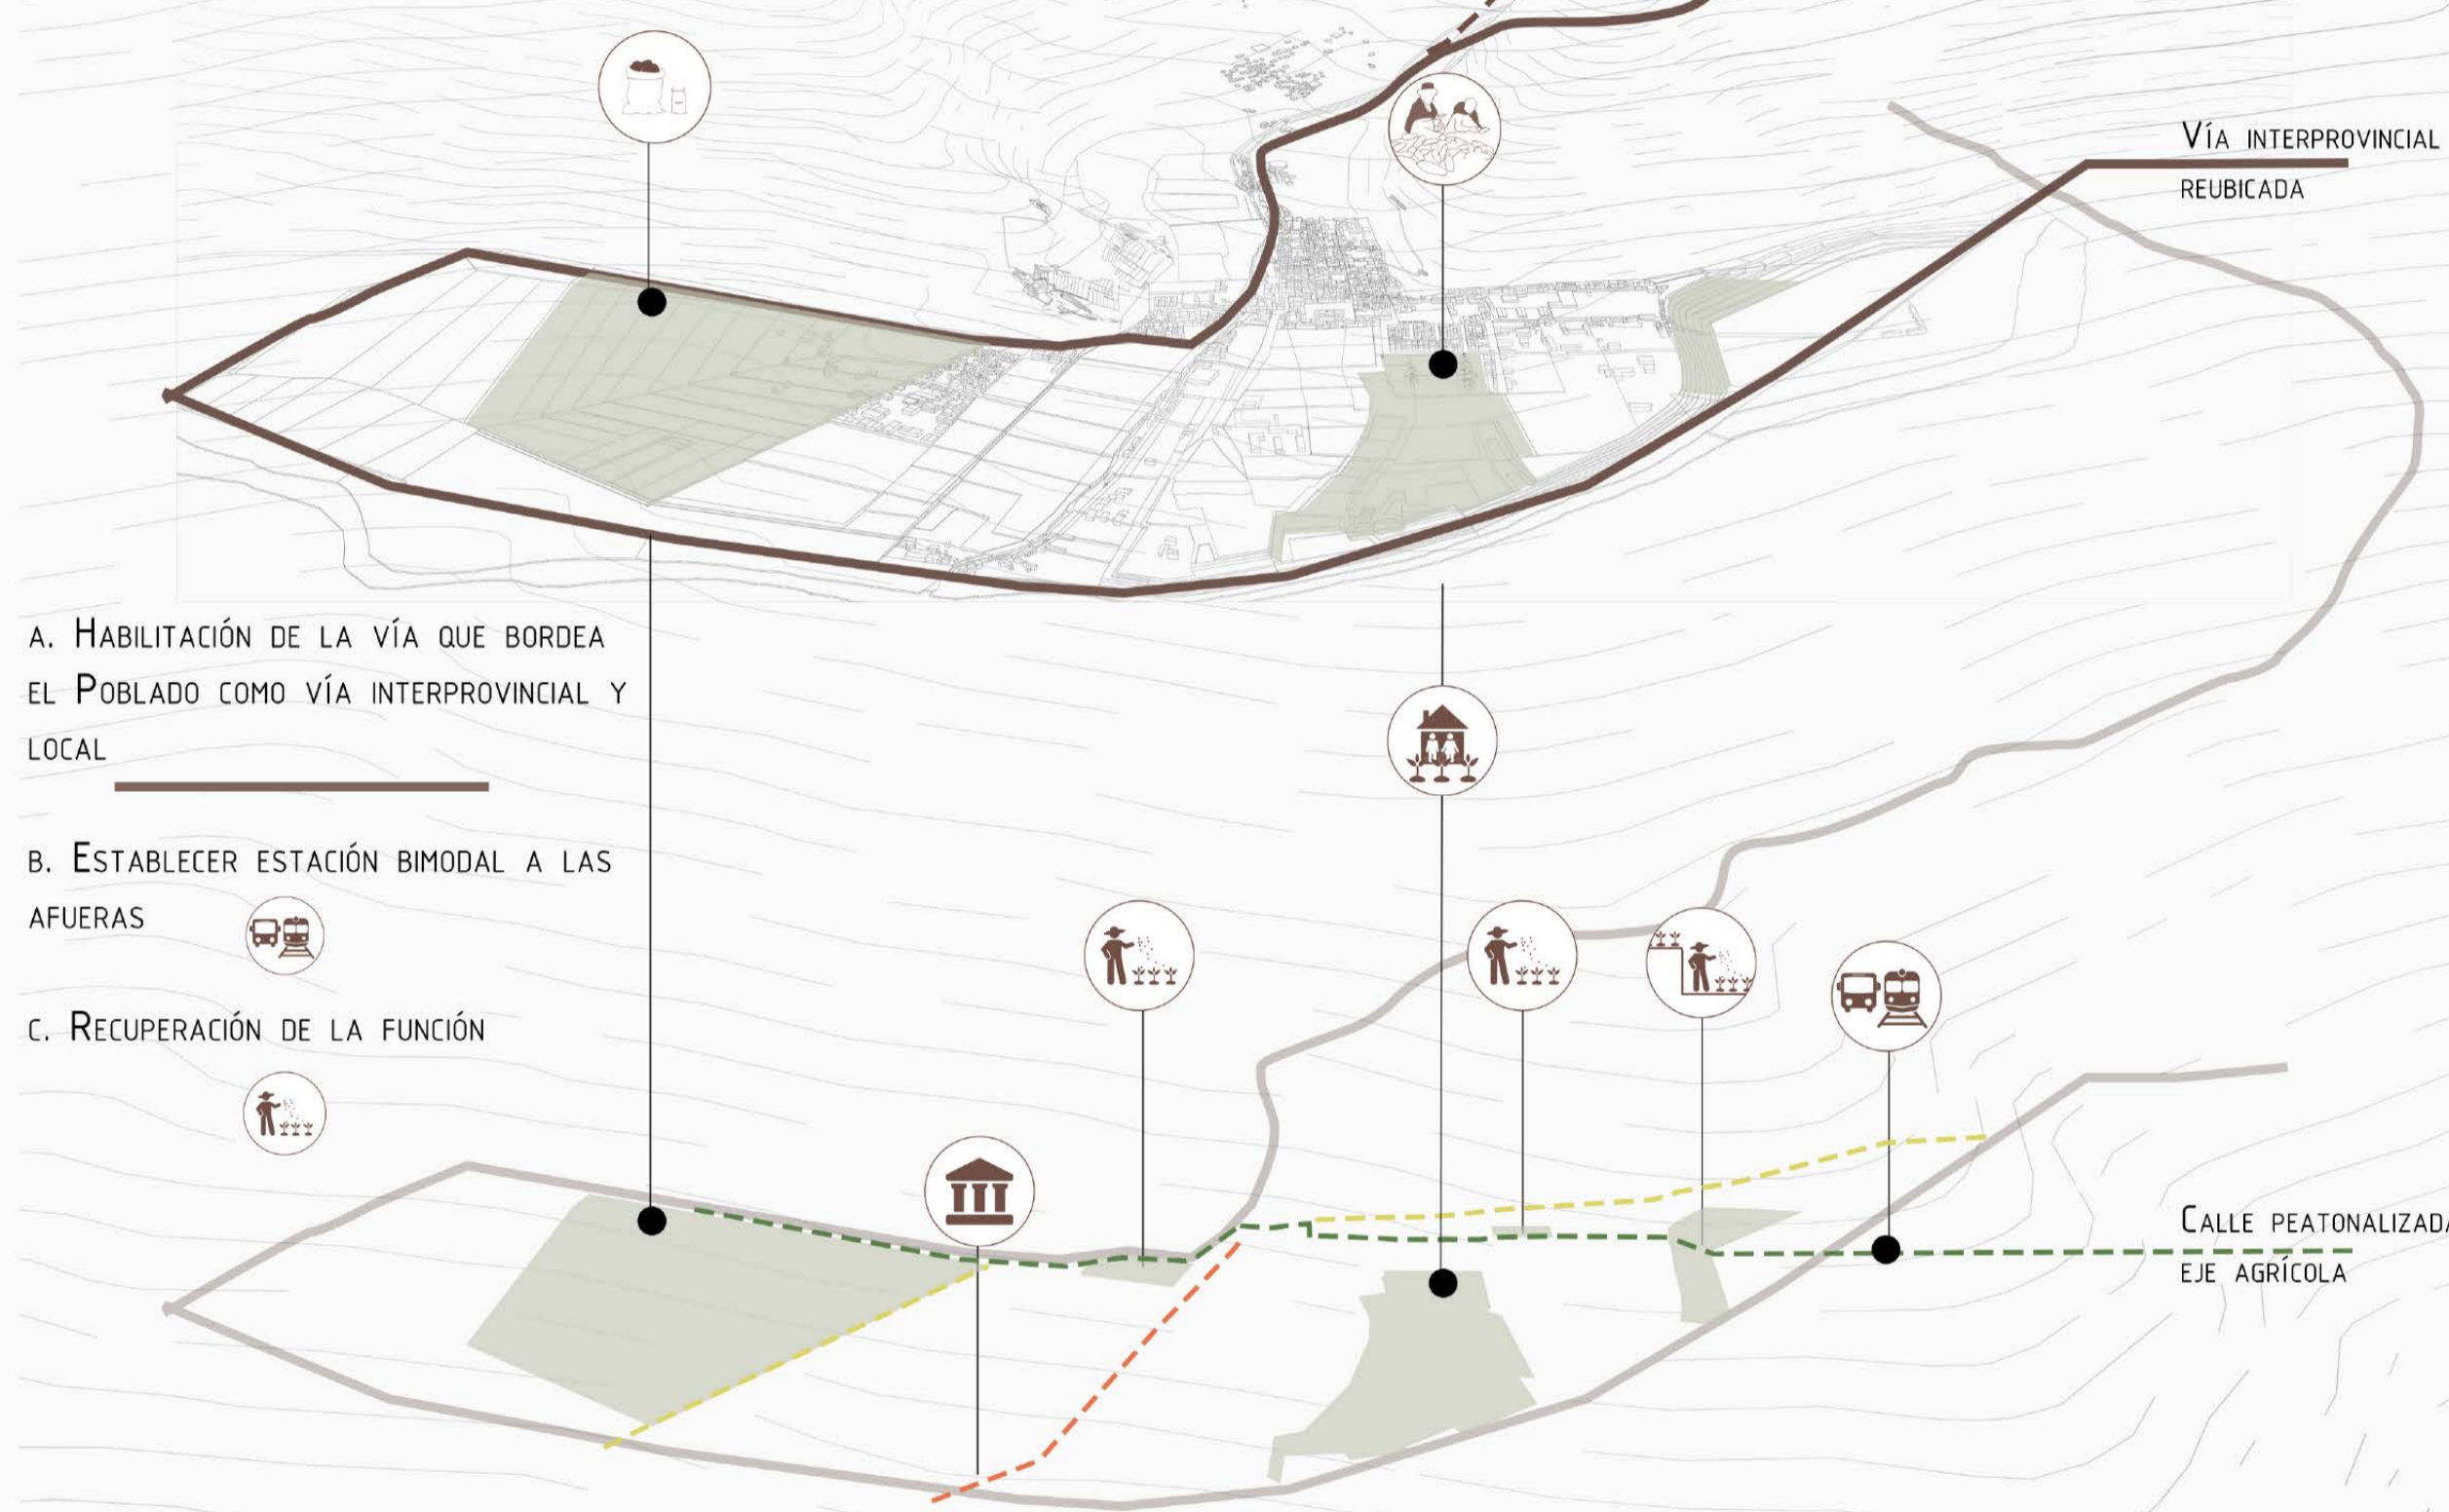 Vía interprovincial
reubicada
a. Habilitación de la vía que bordea
el Poblado como vía interprovincial y
local
b. Establecer estación bimodal a las
afueras
c. Recuperación de la función
Calle peatonalizada
eje agrícola